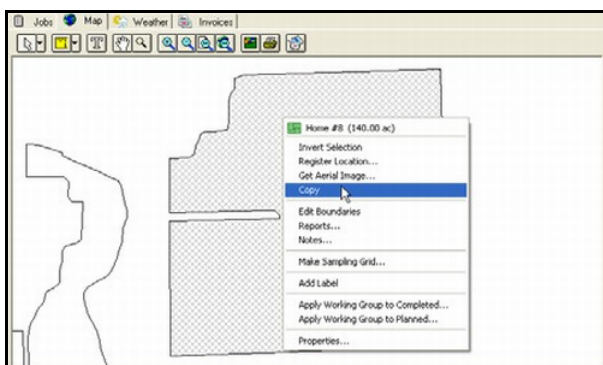 Jobs Map Weather Invoices
T
Home #8 (140.00 ac)
Invert Selection
Register Location...
Get Aerial Image...
Copy
Edit Boundaries
Reports...
Notes...
Make Sampling Grid...
Add Label
Apply Working Group to Completed...
Apply Working Group to Planned...
Properties...